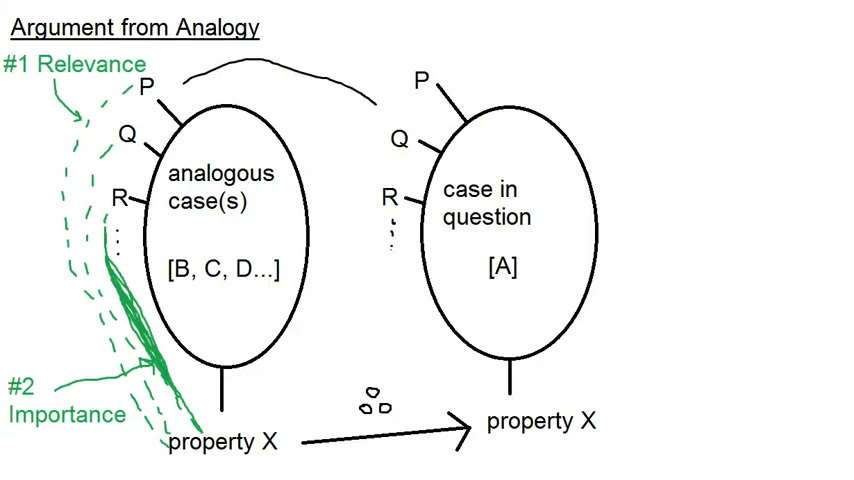 Argument from Analogy
#1 Relevance
P
Q
R
analogous
case(s)
[B, C, D...]
#2
Importance
property X
P
Q
R
case in
question
[A]
property X